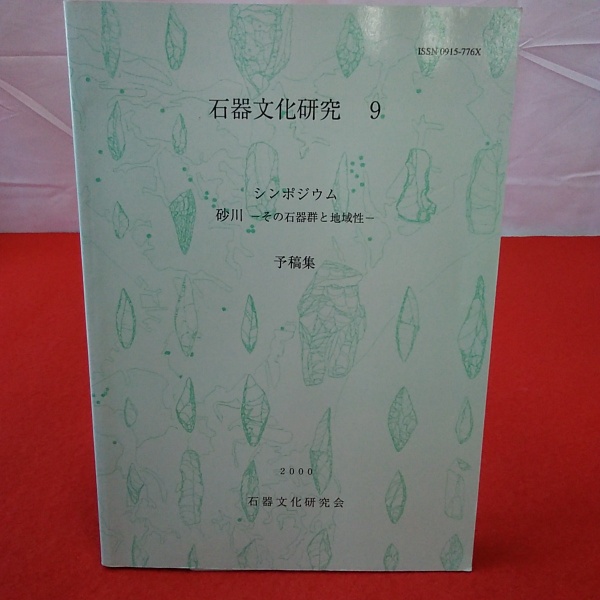 ISSN 0915-776X
石器文化研究 9
シンポジウム
砂川 −その石器群と地域性−
予稿集
2000
石器文化研究会